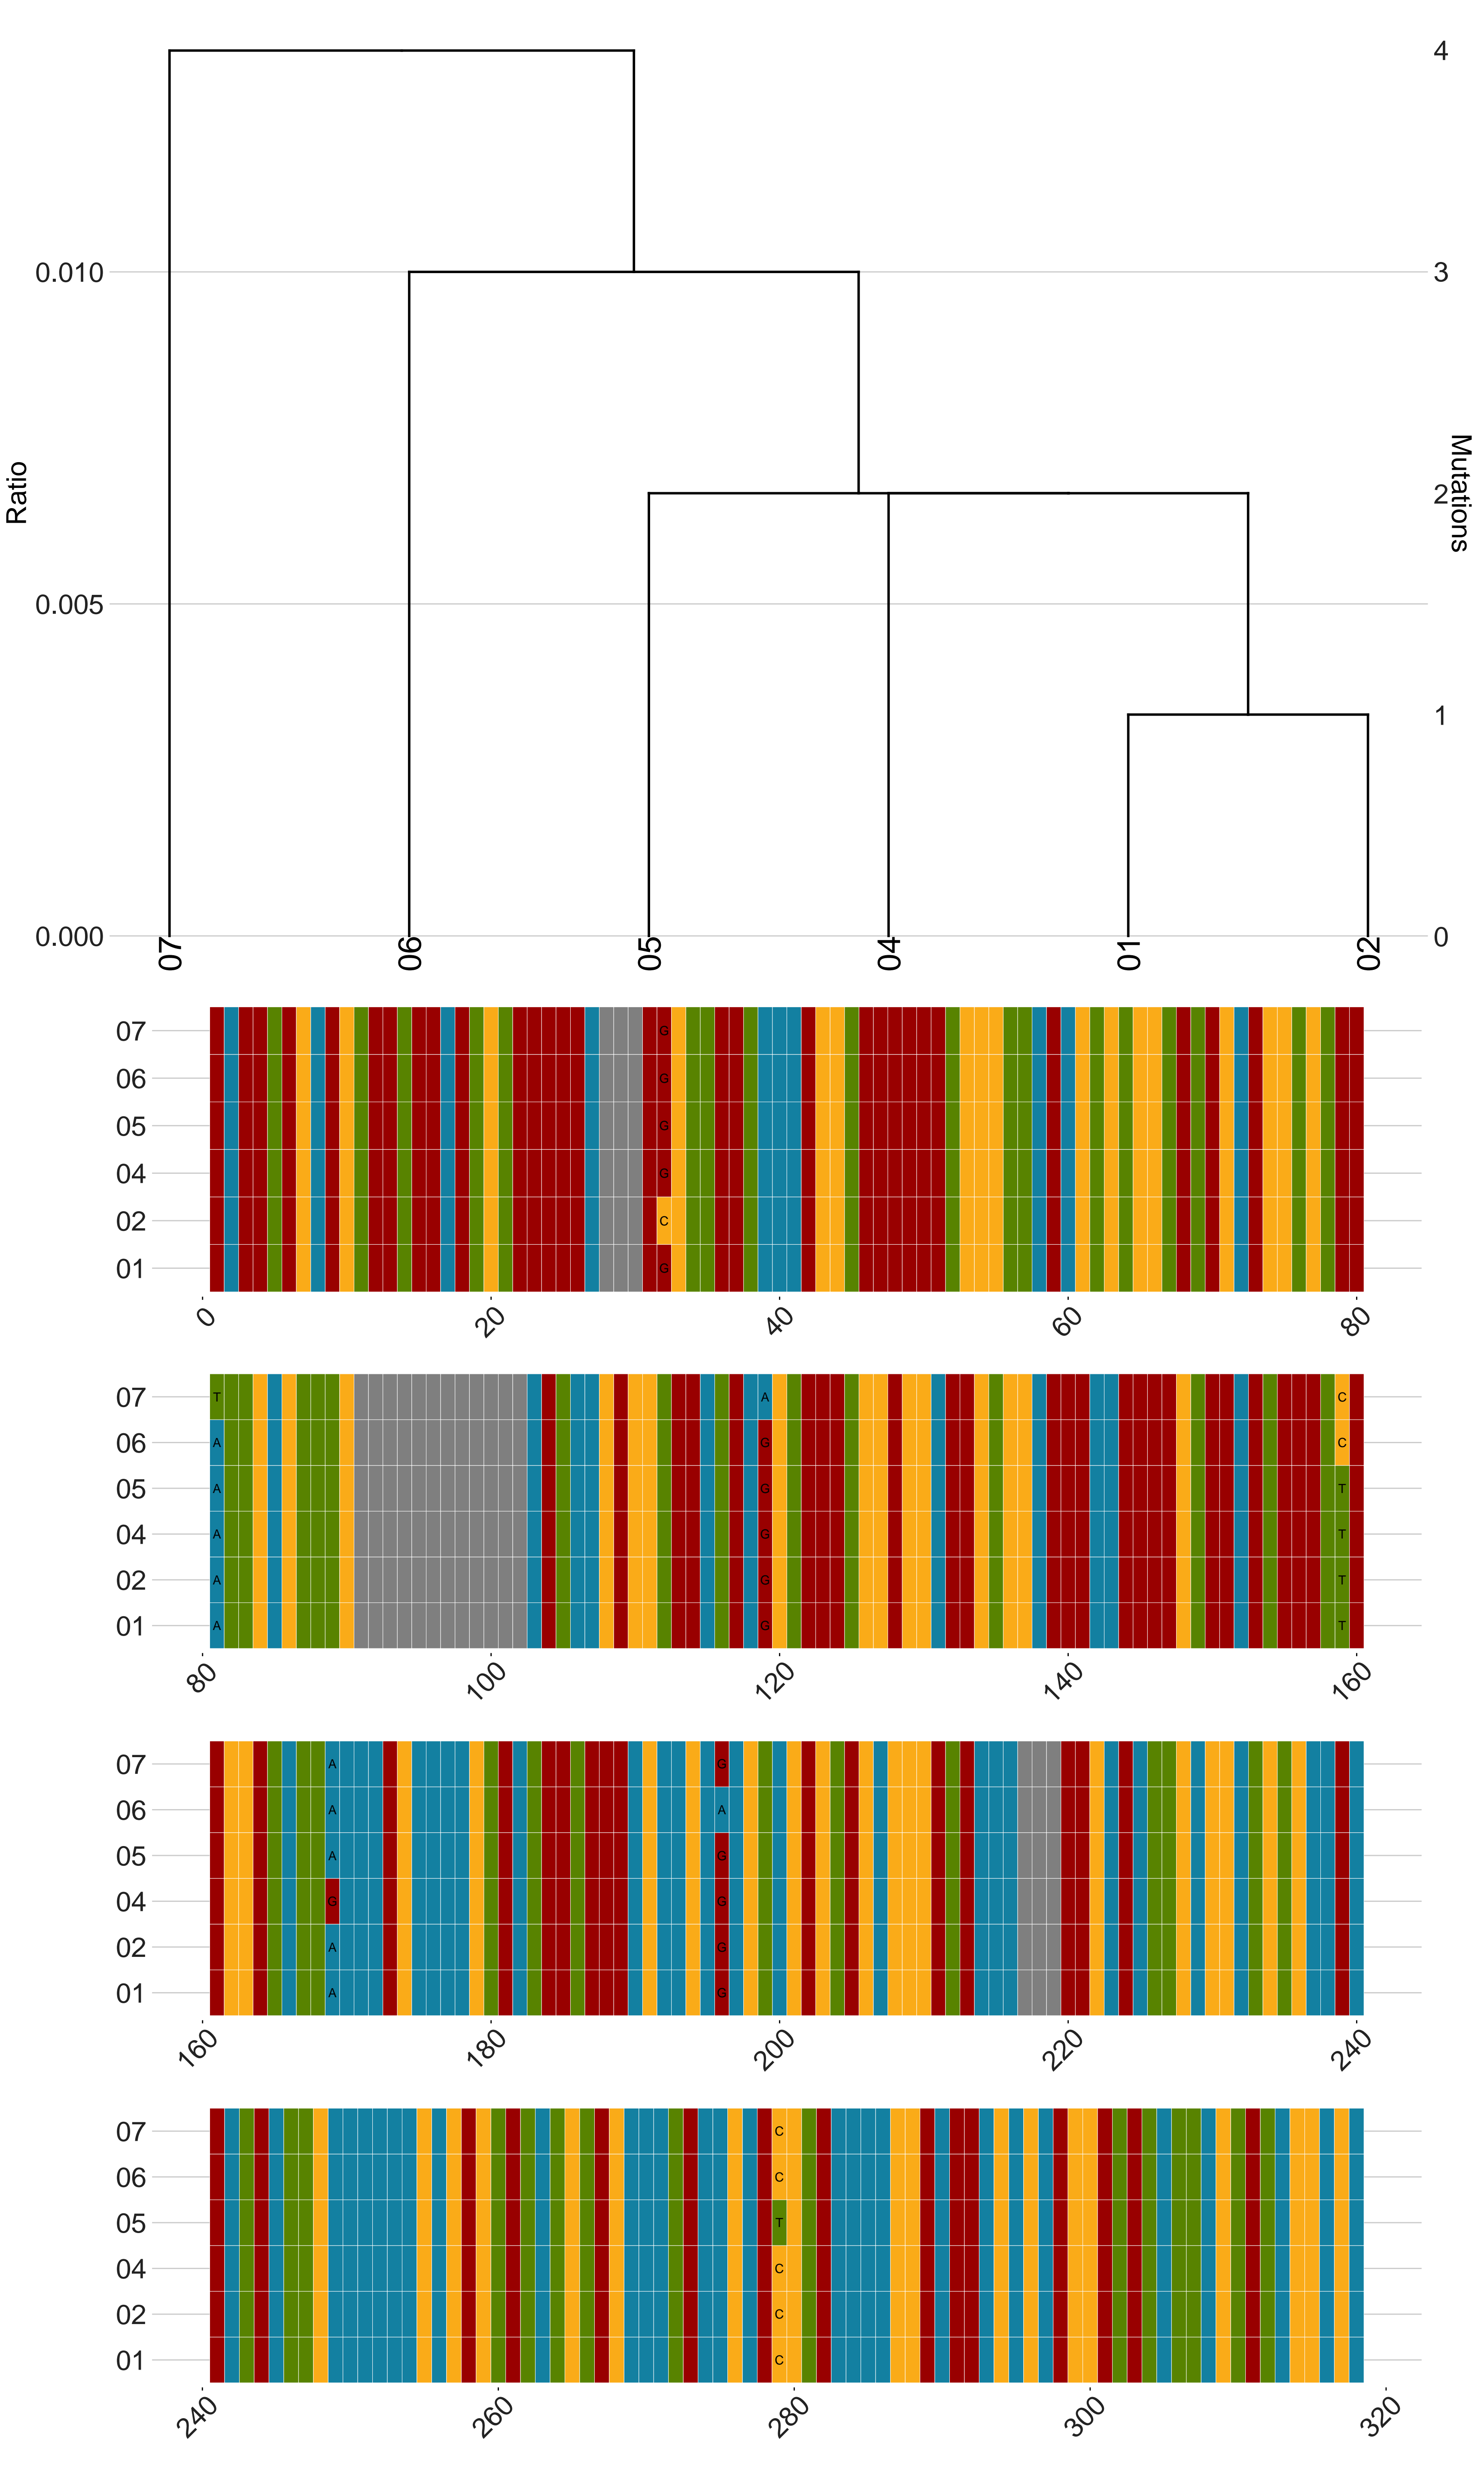 4
0.010 3
Ratio
2
Mutations
0.005
1
0.000 0
07 06 05 04 01 02
07 G
06 G
05 G
04 G
02 C
01 G
0 20 40 60 80
07 T A C
06 A G C
05 A G T
04 A G T
02 A G T
01 A G T
80 100 120 140 160
07 A G
06 A A
05 A G
04 G G
02 A G
01 A G
160 180 200 220 240
07 C
06 C
05 T
04 C
02 C
01 C
240 260 280 300 320